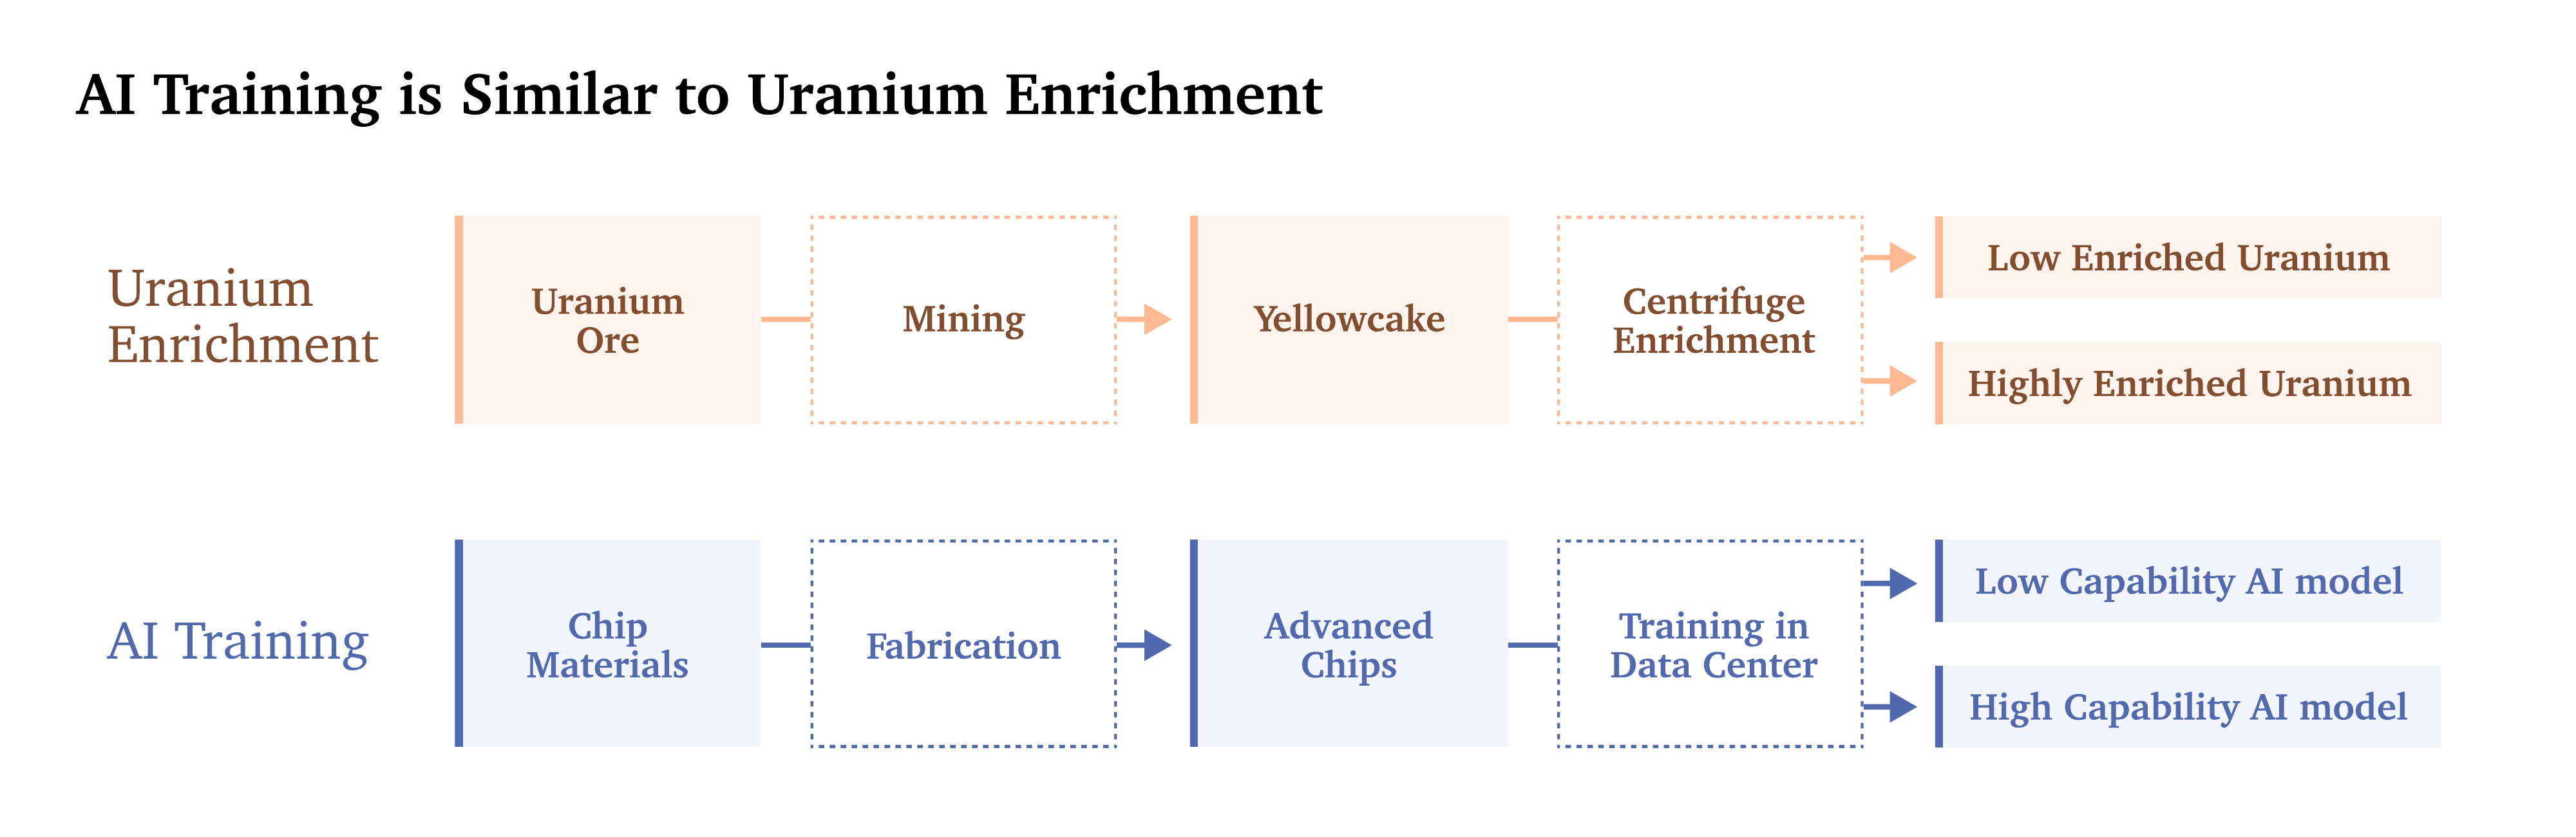 AI Training is Similar to Uranium Enrichment
Uranium
Enrichment
Uranium
Ore
Mining
Yellowcake
Centrifuge
Enrichment
Low Enriched Uranium
Highly Enriched Uranium
AI Training
Chip
Materials
Fabrication
Advanced
Chips
Training in
Data Center
Low Capability AI model
High Capability AI model